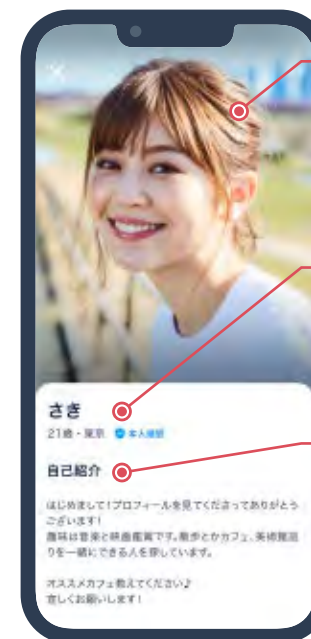 さき
21歳・東京 本人確認
自己紹介
はじめまして！プロフィールを見てくださってありがとう
ございます！
趣味は音楽と映画鑑賞です。散歩とかカフェ、美術館巡
りを一緒にできる人を探しています。
オススメカフェ教えてください♪
宜しくお願いします！